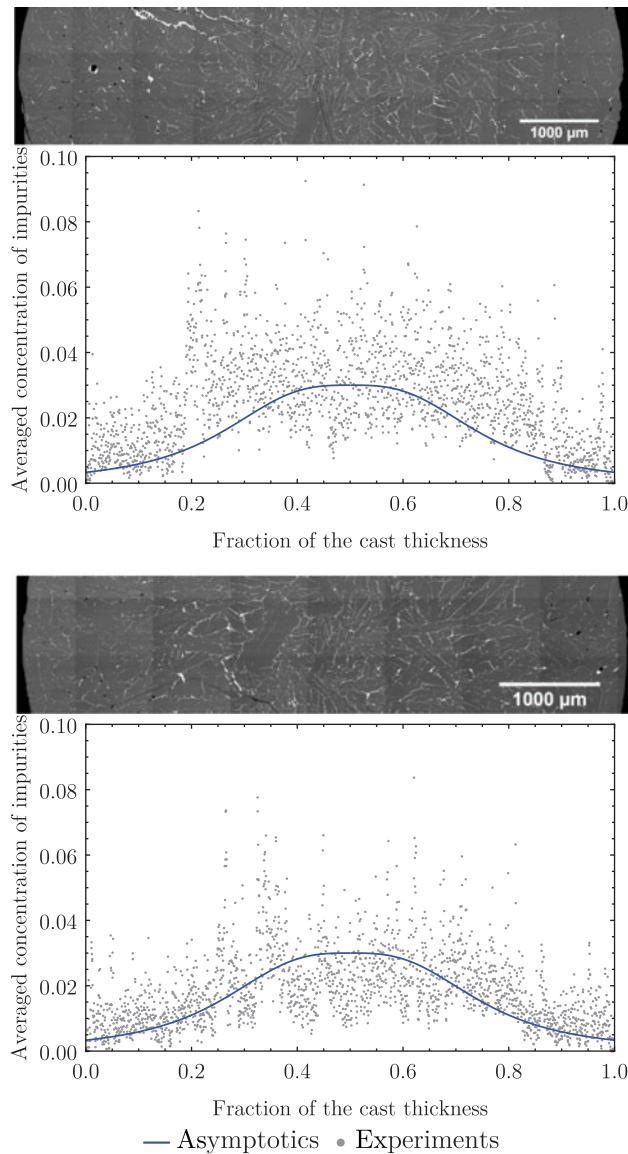 1000 µm
Averaged concentration of impurities
0.10
0.08
0.06
0.04
0.02
0.00
0.0 0.2 0.4 0.6 0.8 1.0
Fraction of the cast thickness
1000 µm
Averaged concentration of impurities
0.10
0.08
0.06
0.04
0.02
0.00
0.0 0.2 0.4 0.6 0.8 1.0
Fraction of the cast thickness
Asymptotics Experiments